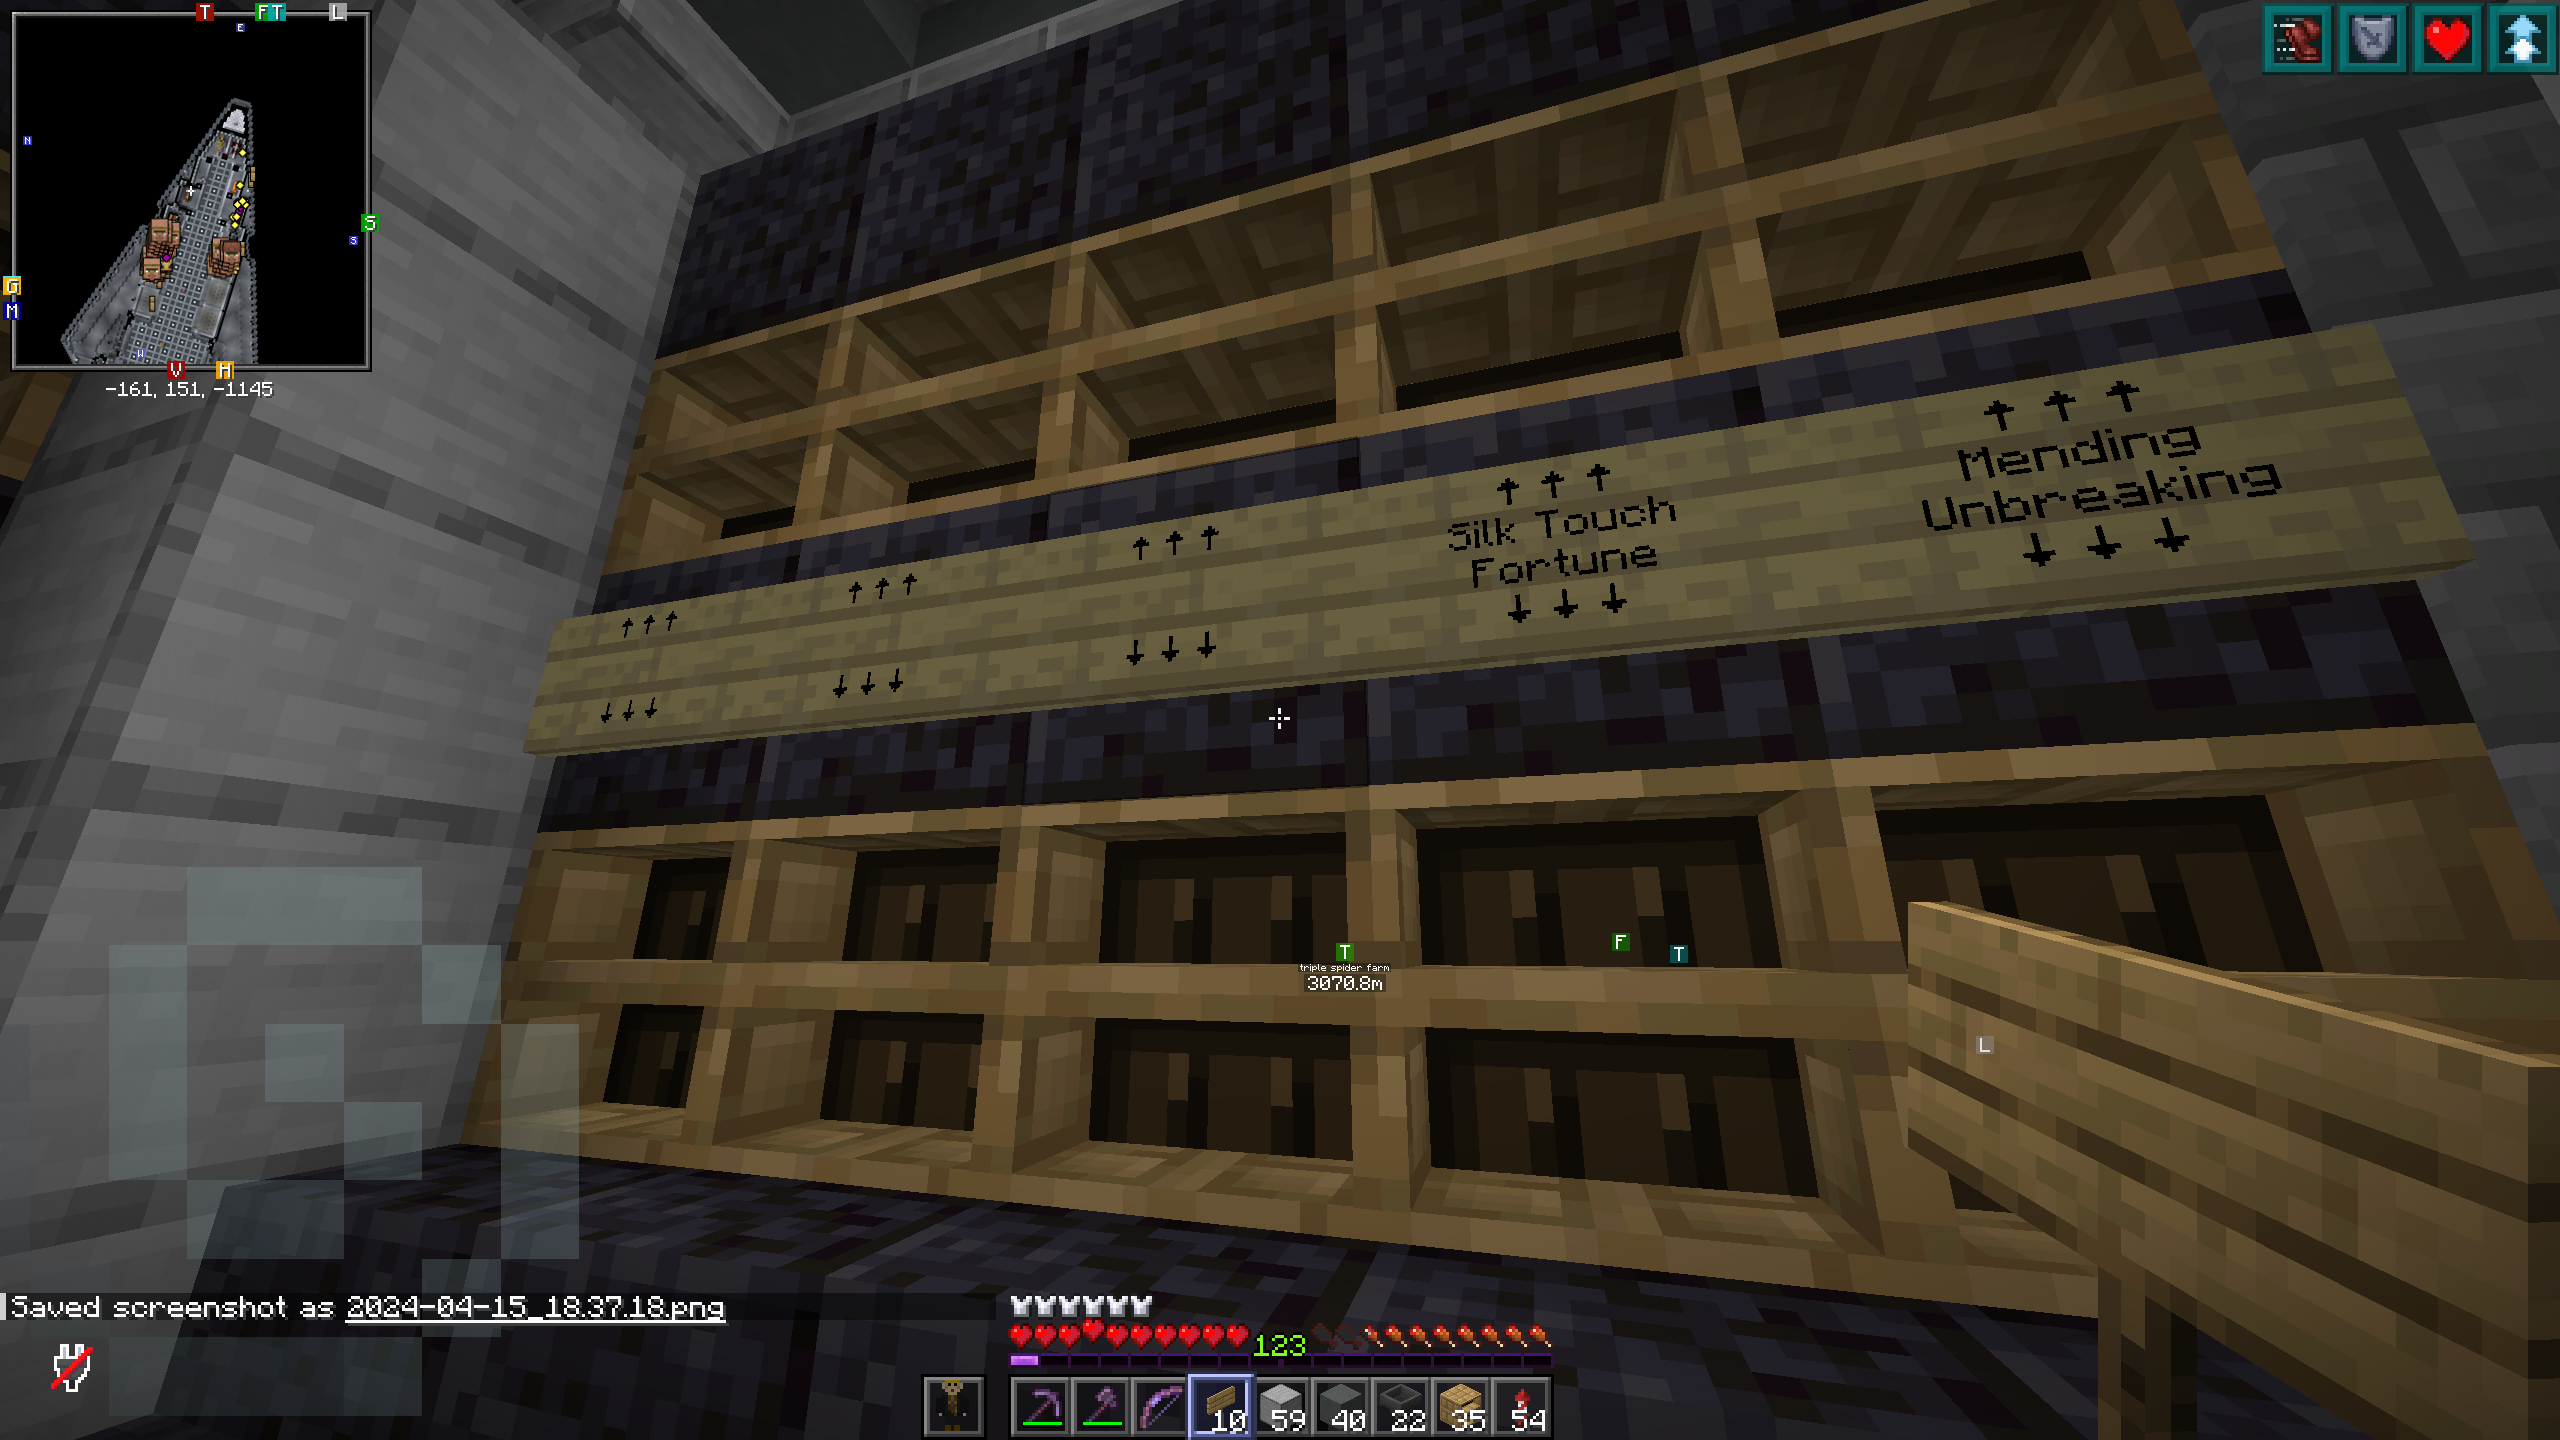 T FT L
E
N
S
S
G
M
W
V H
-161, 151, -1145
↑ ↑ ↑
↓ ↓ ↓
↑ ↑ ↑
↓ ↓ ↓
↑ ↑ ↑
↓ ↓ ↓
↑ ↑ ↑
Silk Touch
Fortune
↓ ↓ ↓
↑ ↑ ↑
Mending
Unbreaking
↓ ↓ ↓
T
triple spider farm
3070.8m
F
T
L
Saved screenshot as 2024-04-15_18.37.18.png
123
10 59 40 22 35 54